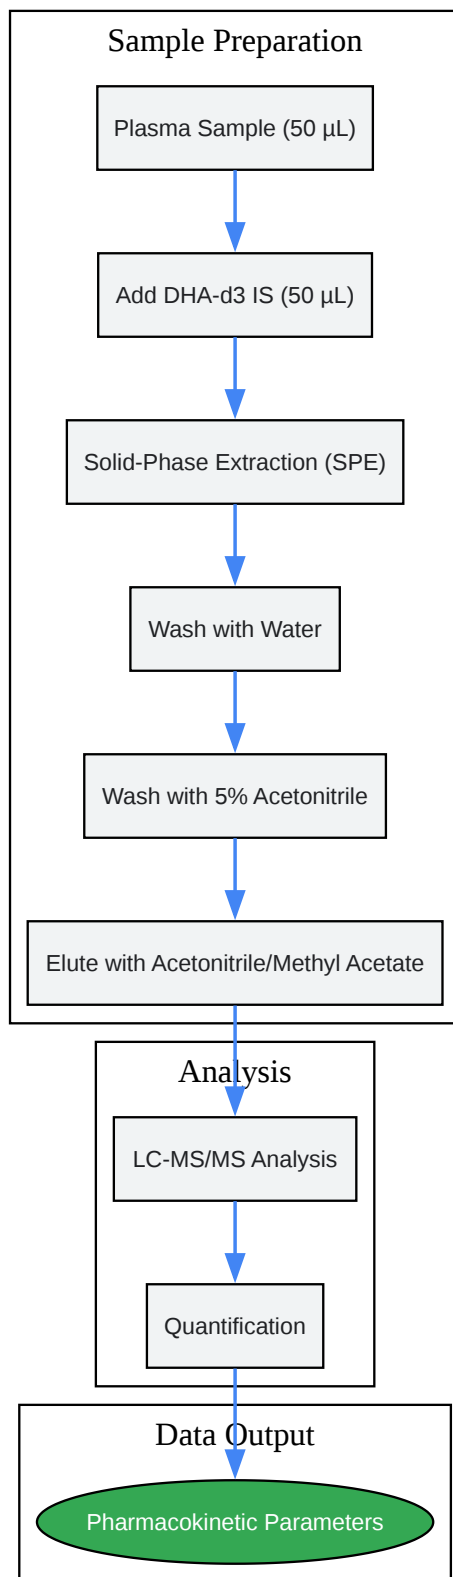 Sample Preparation
Plasma Sample (50 µL)
Add DHA-d3 IS (50 µL)
Solid-Phase Extraction (SPE)
Wash with Water
Wash with 5% Acetonitrile
Elute with Acetonitrile/Methyl Acetate
Analysis
LC-MS/MS Analysis
Quantification
Data Output
Pharmacokinetic Parameters